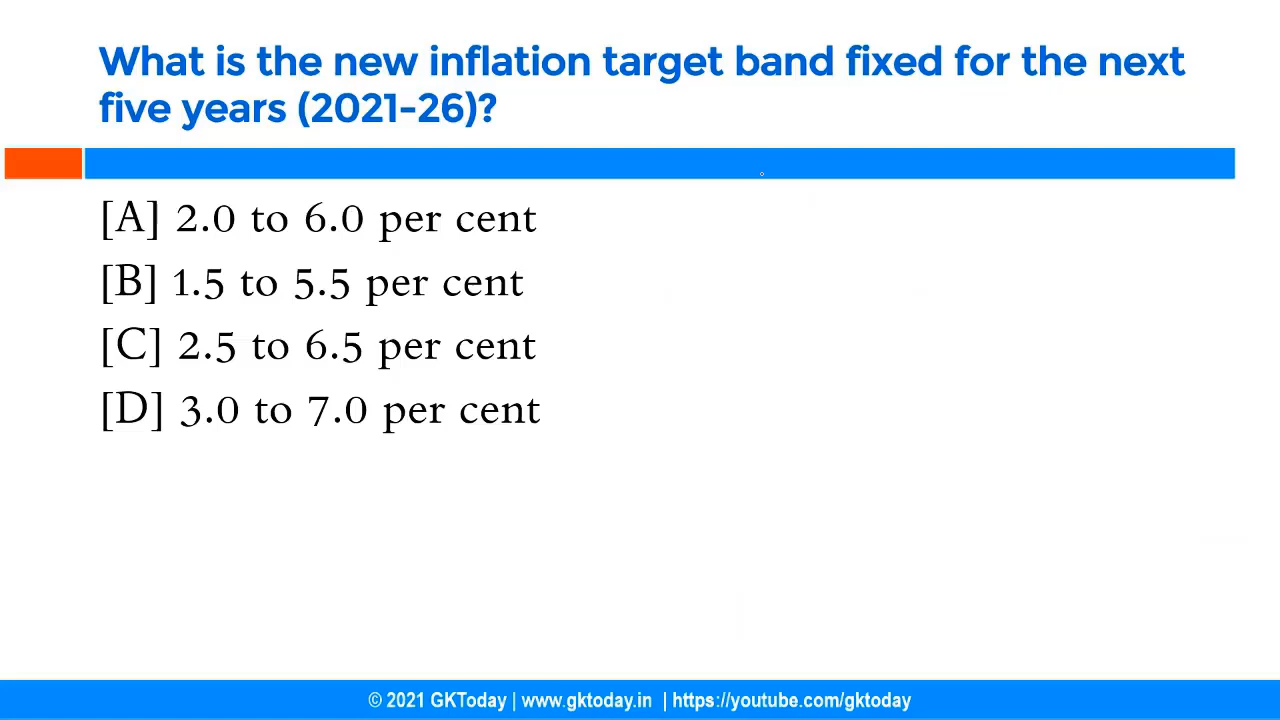 What is the new inflation target band fixed for the next
five years (2021-26)?
[A] 2.0 to 6.0 per cent
[B] 1.5 to 5.5 per cent
[C] 2.5 to 6.5 per cent
[D] 3.0 to 7.0 per cent
© 2021 GKToday | www.gktoday.in | https://youtube.com/gktoday